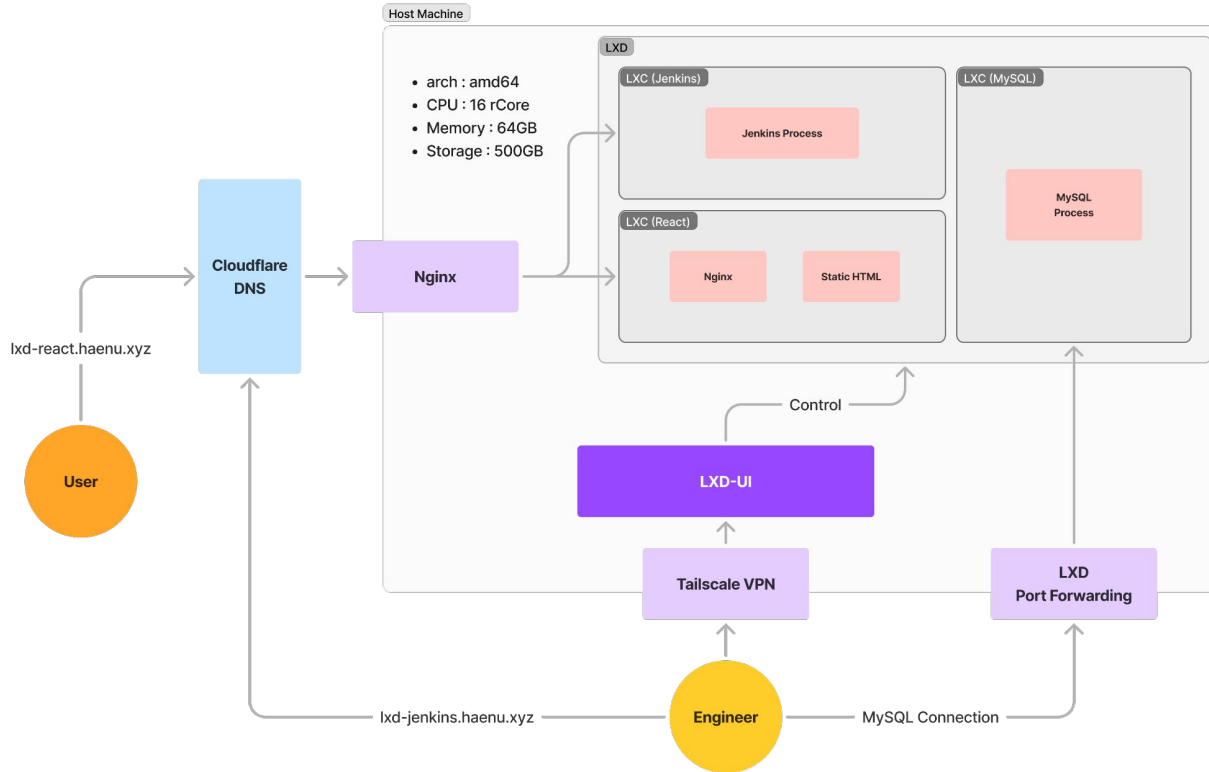 Host Machine
LXD
• arch : amd64
• CPU : 16 rCore
• Memory : 64GB
• Storage : 500GB
LXC (Jenkins)
Jenkins Process
LXC (MySQL)
MySQL
Process
LXC (React)
Nginx
Static HTML
Cloudflare
DNS
Nginx
lxd-react.haenu.xyz
User
Control
LXD-UI
Tailscale VPN
LXD
Port Forwarding
lxd-jenkins.haenu.xyz
Engineer
MySQL Connection